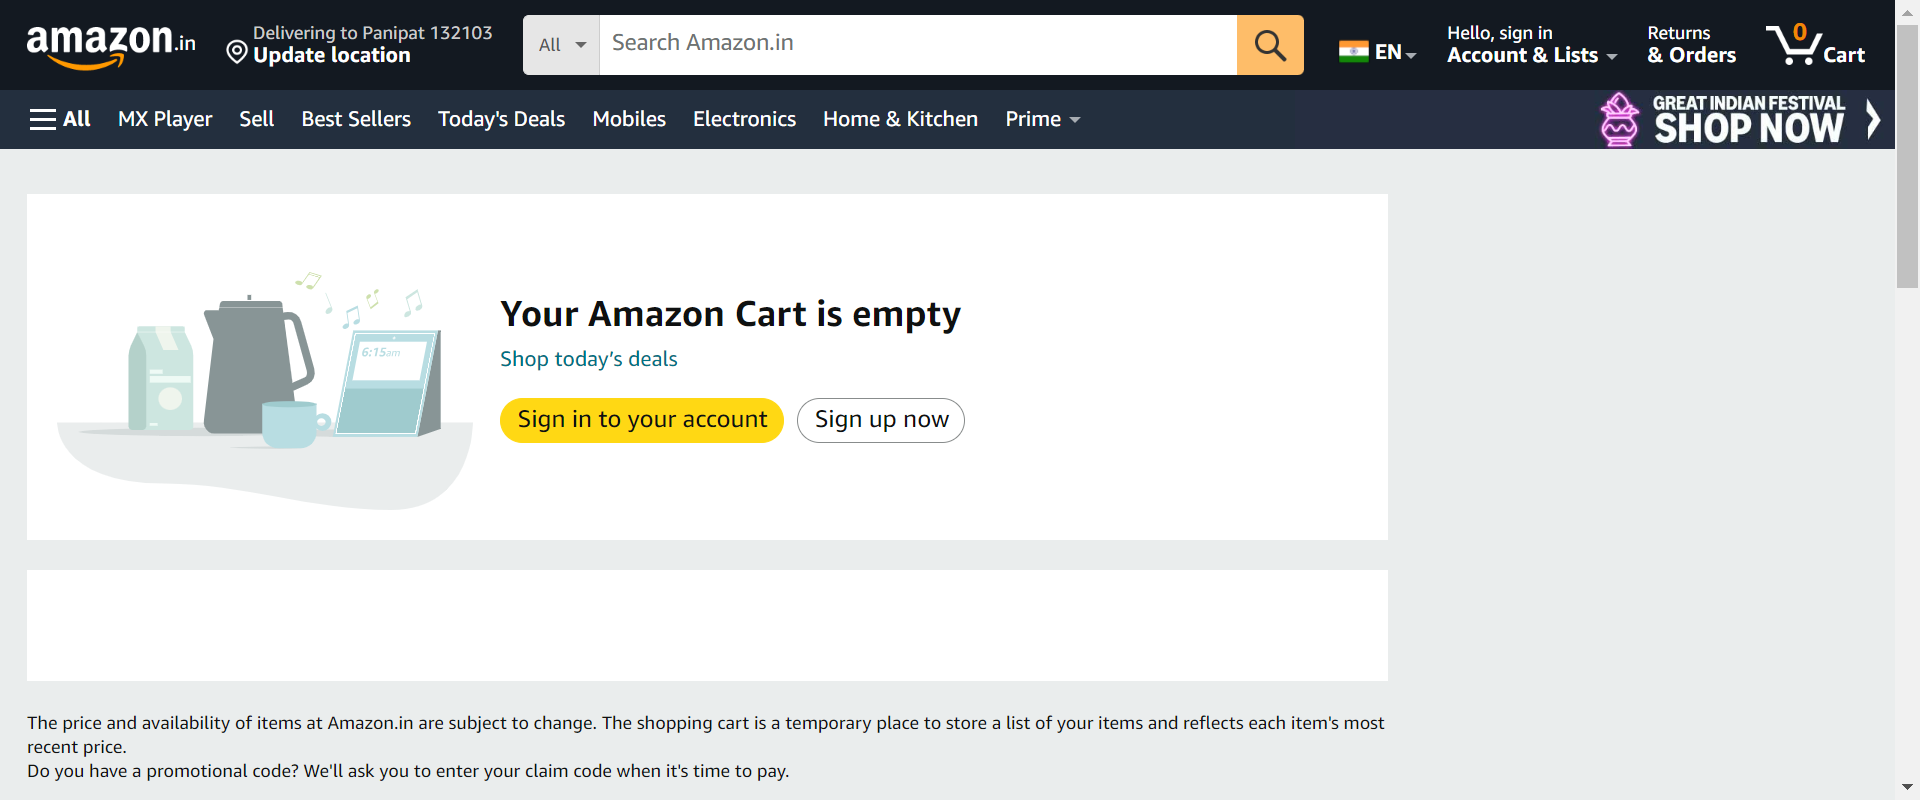 amazon.in
Delivering to Panipat 132103
Update location
All
Search Amazon.in
EN
Hello, sign in
Account & Lists
Returns
& Orders
0
Cart
All
MX Player
Sell
Best Sellers
Today's Deals
Mobiles
Electronics
Home & Kitchen
Prime
GREAT INDIAN FESTIVAL
SHOP NOW
6:15am
Your Amazon Cart is empty
Shop today’s deals
Sign in to your account
Sign up now
The price and availability of items at Amazon.in are subject to change. The shopping cart is a temporary place to store a list of your items and reflects each item's most
recent price.
Do you have a promotional code? We'll ask you to enter your claim code when it's time to pay.